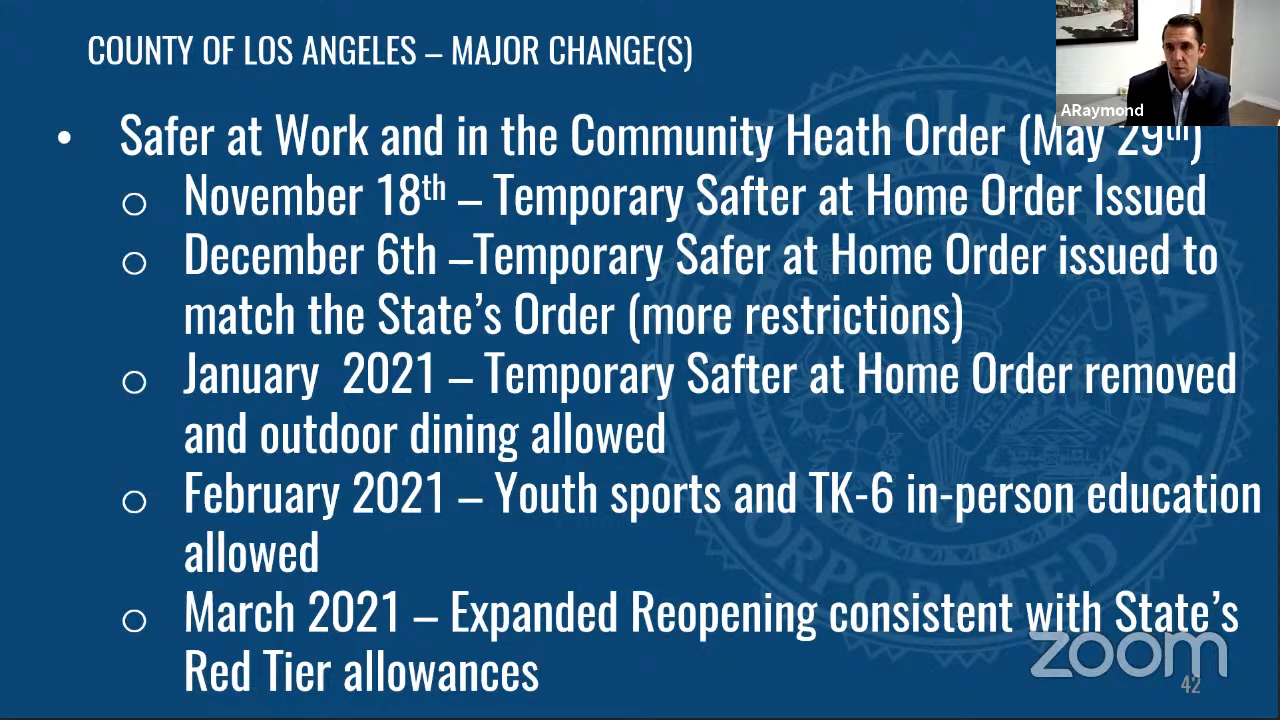 COUNTY OF LOS ANGELES – MAJOR CHANGE(S)
ARaymond
• Safer at Work and in the Community Heath Order (May 29th)
o November 18th – Temporary Safter at Home Order Issued
o December 6th –Temporary Safer at Home Order issued to
match the State's Order (more restrictions)
o January 2021 – Temporary Safter at Home Order removed
and outdoor dining allowed
o February 2021 – Youth sports and TK-6 in-person education
allowed
o March 2021 – Expanded Reopening consistent with State's
Red Tier allowances
zoom
42
INCORPORATED